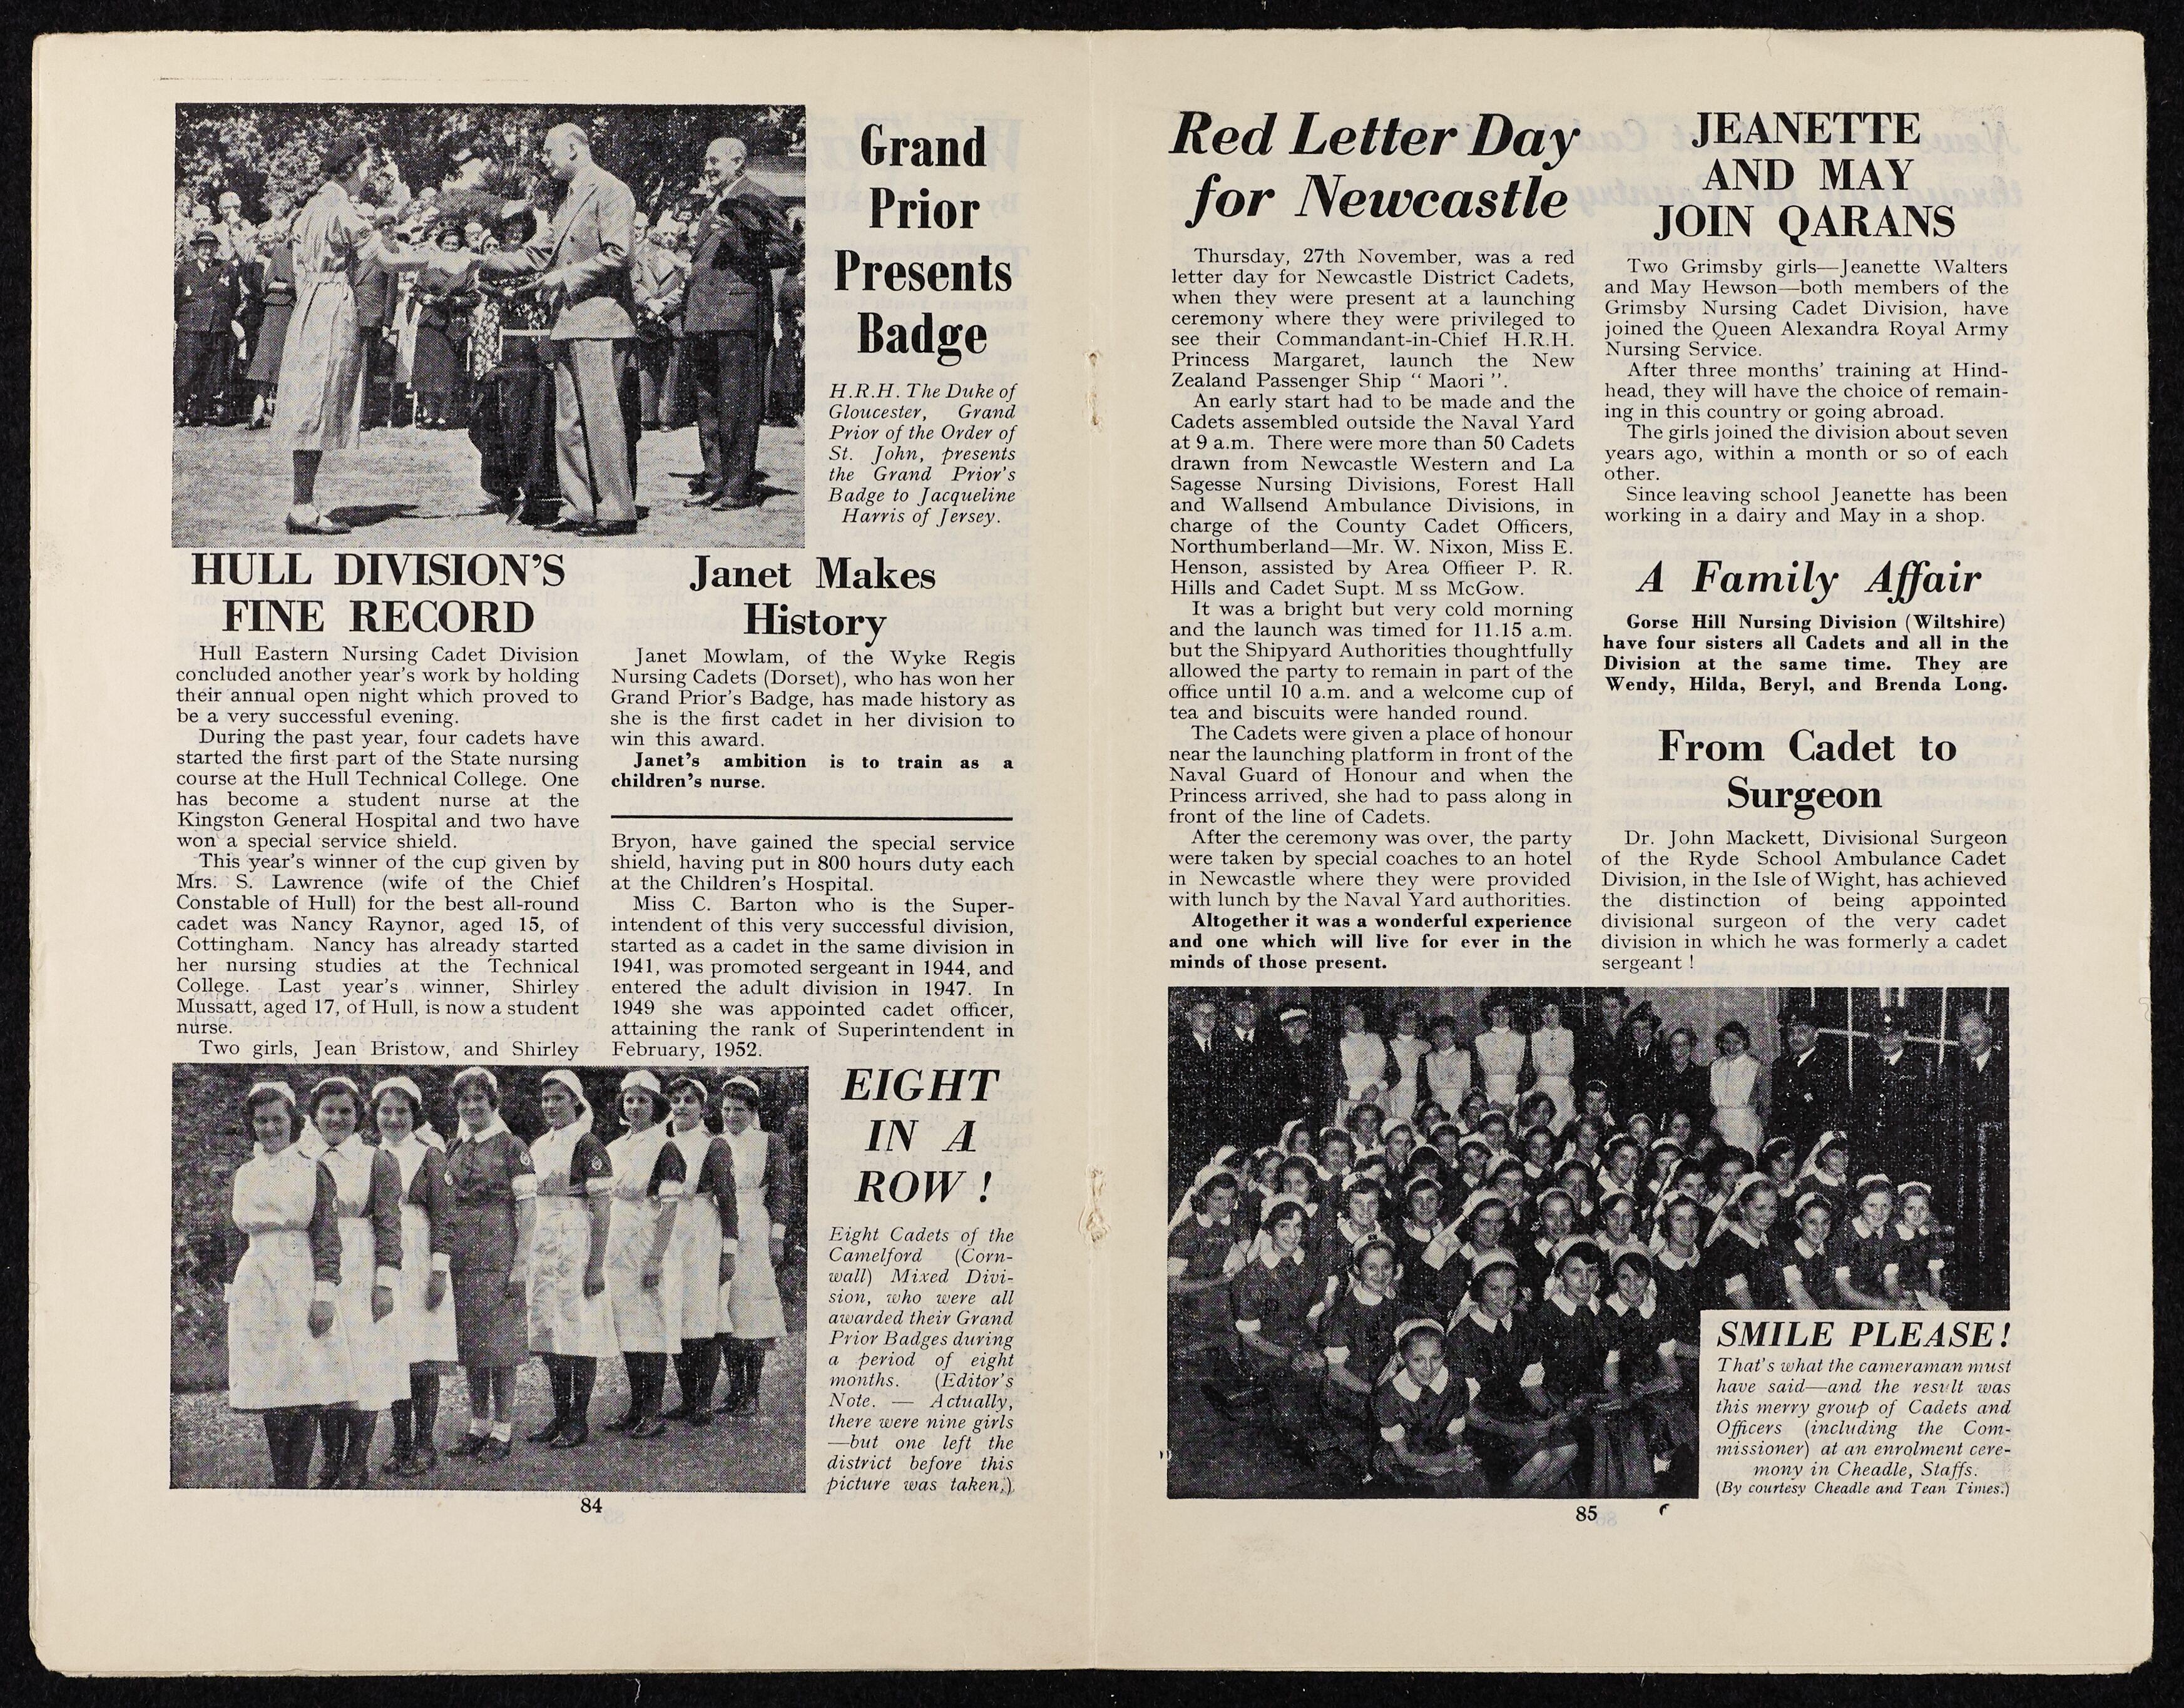 Grand
Prior
Presents
Badge
H.R.H. The Duke of
Gloucester, Grand
Prior of the Order of
St. John, presents
the Grand Prior's
Badge to Jacqueline
Harris of Jersey.
HULL DIVISION'S
FINE RECORD
Hull Eastern Nursing Cadet Division
concluded another year's work by holding
their annual open night which proved to
be a very successful evening.
During the past year, four cadets have
started the first part of the State nursing
course at the Hull Technical College. One
has become a student nurse at the
Kingston General Hospital and two have
won a special service shield.
This year's winner of the cup given by
Mrs. S. Lawrence (wife of the Chief
Constable of Hull) for the best all-round
cadet was Nancy Raynor, aged 15, of
Cottingham. Nancy has already started
her nursing studies at the Technical
College. Last year's winner, Shirley
Mussatt, aged 17, of Hull, is now a student
nurse.
Two girls, Jean Bristow, and Shirley
Janet Makes
History
Janet Mowlam, of the Wyke Regis
Nursing Cadets (Dorset), who has won her
Grand Prior's Badge, has made history as
she is the first cadet in her division to
win this award.
Janet's ambition is to train as a
children's nurse.
Bryon, have gained the special service
shield, having put in 800 hours duty each
at the Children's Hospital.
Miss C. Barton who is the Super-
intendent of this very successful division,
started as a cadet in the same division in
1941, was promoted sergeant in 1944, and
entered the adult division in 1947. In
1949 she was appointed cadet officer,
attaining the rank of Superintendent in
February, 1952.
EIGHT
IN A
ROW !
Eight Cadets of the
Camelford (Corn-
wall) Mixed Divi-
sion, who were all
awarded their Grand
Prior Badges during
a period of eight
months. (Editor's
Note. — Actually,
there were nine girls
—but one left the
district before this
picture was taken.)
84
Red Letter Day
for Newcastle
Thursday, 27th November, was a red
letter day for Newcastle District Cadets,
when they were present at a launching
ceremony where they were privileged to
see their Commandant-in-Chief H.R.H.
Princess Margaret, launch the New
Zealand Passenger Ship " Maori ".
An early start had to be made and the
Cadets assembled outside the Naval Yard
at 9 a.m. There were more than 50 Cadets
drawn from Newcastle Western and La
Sagesse Nursing Divisions, Forest Hall
and Wallsend Ambulance Divisions, in
charge of the County Cadet Officers,
Northumberland—Mr. W. Nixon, Miss E.
Henson, assisted by Area Offieer P. R.
Hills and Cadet Supt. M ss McGow.
It was a bright but very cold morning
and the launch was timed for 11.15 a.m.
but the Shipyard Authorities thoughtfully
allowed the party to remain in part of the
office until 10 a.m. and a welcome cup of
tea and biscuits were handed round.
The Cadets were given a place of honour
near the launching platform in front of the
Naval Guard of Honour and when the
Princess arrived, she had to pass along in
front of the line of Cadets.
After the ceremony was over, the party
were taken by special coaches to an hotel
in Newcastle where they were provided
with lunch by the Naval Yard authorities.
Altogether it was a wonderful experience
and one which will live for ever in the
minds of those present.
JEANETTE
AND MAY
JOIN QARANS
Two Grimsby girls—Jeanette Walters
and May Hewson—both members of the
Grimsby Nursing Cadet Division, have
joined the Queen Alexandra Royal Army
Nursing Service.
After three months' training at Hind-
head, they will have the choice of remain-
ing in this country or going abroad.
The girls joined the division about seven
years ago, within a month or so of each
other.
Since leaving school Jeanette has been
working in a dairy and May in a shop.
A Family Affair
Gorse Hill Nursing Division (Wiltshire)
have four sisters all Cadets and all in the
Division at the same time. They are
Wendy, Hilda, Beryl, and Brenda Long.
From Cadet to
Surgeon
Dr. John Mackett, Divisional Surgeon
of the Ryde School Ambulance Cadet
Division, in the Isle of Wight, has achieved
the distinction of being appointed
divisional surgeon of the very cadet
division in which he was formerly a cadet
sergeant !
SMILE PLEASE!
That's what the cameraman must
have said—and the result was
this merry group of Cadets and
Officers (including the Com-
missioner) at an enrolment cere-
mony in Cheadle, Staffs.
(By courtesy Cheadle and Tean Times.)
85